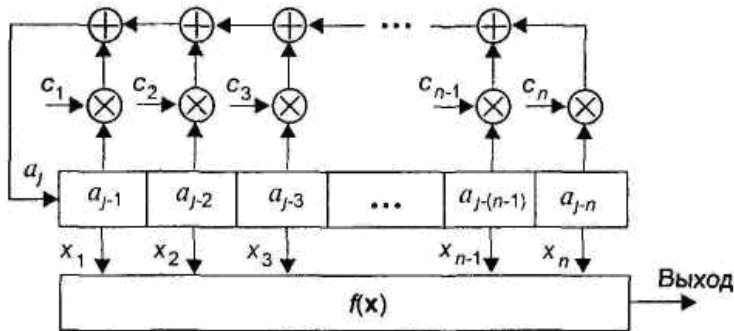 + + + ... +
c₁ × c₂ × c₃ × cₙ₋₁ × cₙ ×
aⱼ
aⱼ₋₁ aⱼ₋₂ aⱼ₋₃ ... aⱼ₋₍ₙ₋₁₎ aⱼ₋ₙ
x₁ x₂ x₃ xₙ₋₁ xₙ
f(x) Выход